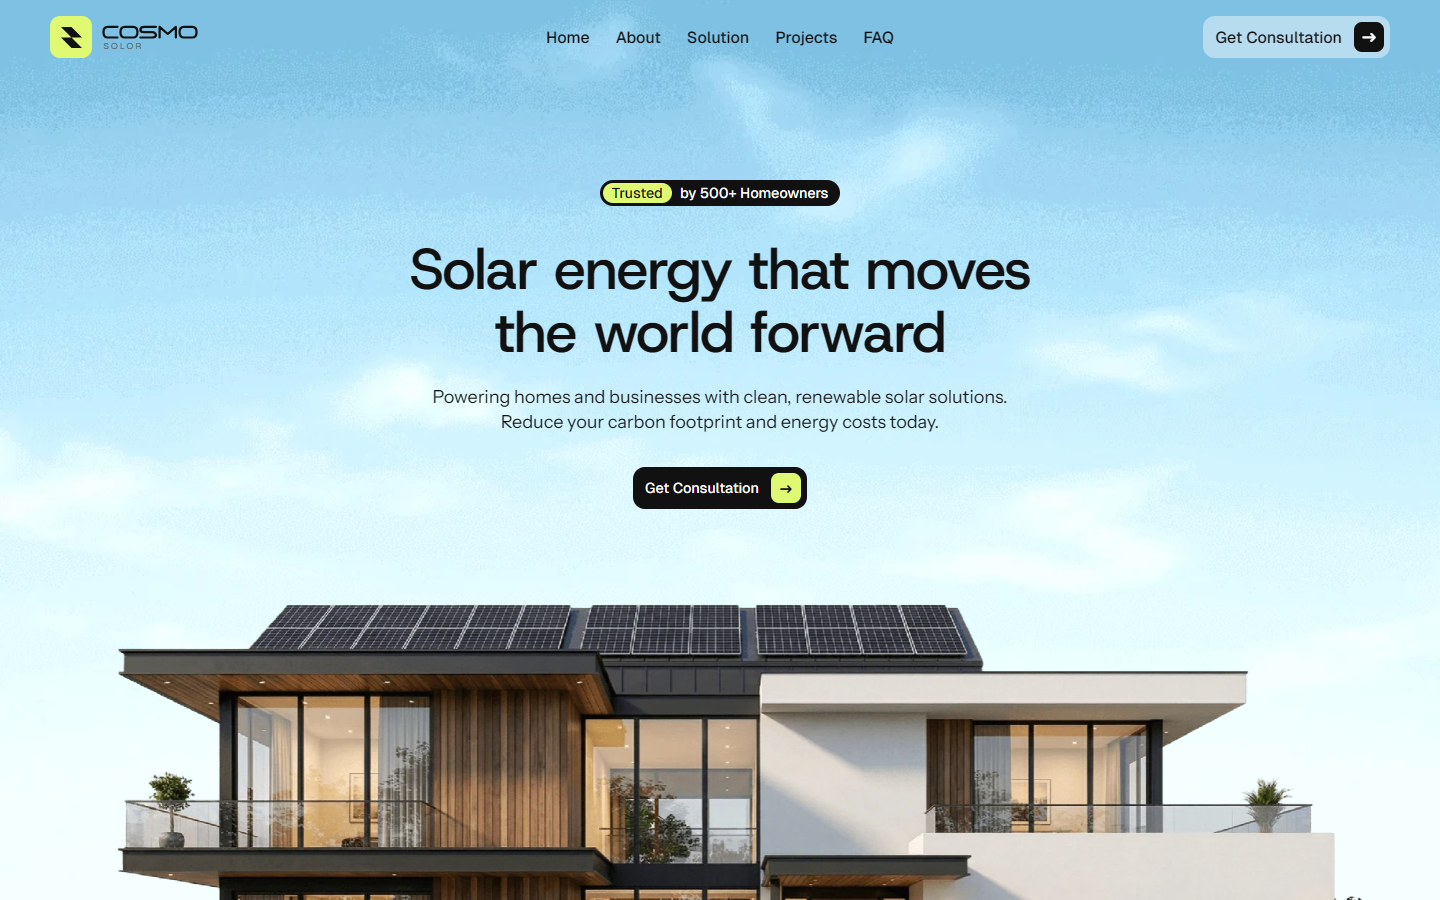 COSMO
SOLAR
Home About Solution Projects FAQ
Get Consultation
Trusted by 500+ Homeowners
Solar energy that moves
the world forward
Powering homes and businesses with clean, renewable solar solutions.
Reduce your carbon footprint and energy costs today.
Get Consultation